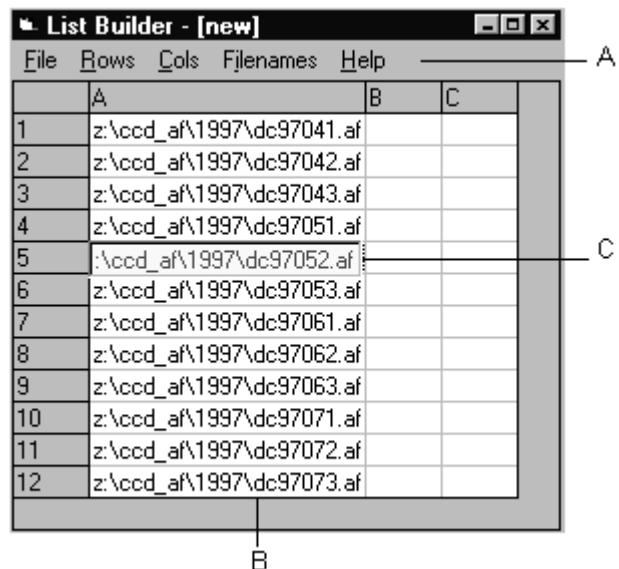 List Builder - [new]
File Rows Cols Filenames Help A
A B C
1 z:\ccd_af\1997\dc97041.af
2 z:\ccd_af\1997\dc97042.af
3 z:\ccd_af\1997\dc97043.af
4 z:\ccd_af\1997\dc97051.af
5 :\ccd_af\1997\dc97052.af C
6 z:\ccd_af\1997\dc97053.af
7 z:\ccd_af\1997\dc97061.af
8 z:\ccd_af\1997\dc97062.af
9 z:\ccd_af\1997\dc97063.af
10 z:\ccd_af\1997\dc97071.af
11 z:\ccd_af\1997\dc97072.af
12 z:\ccd_af\1997\dc97073.af
B